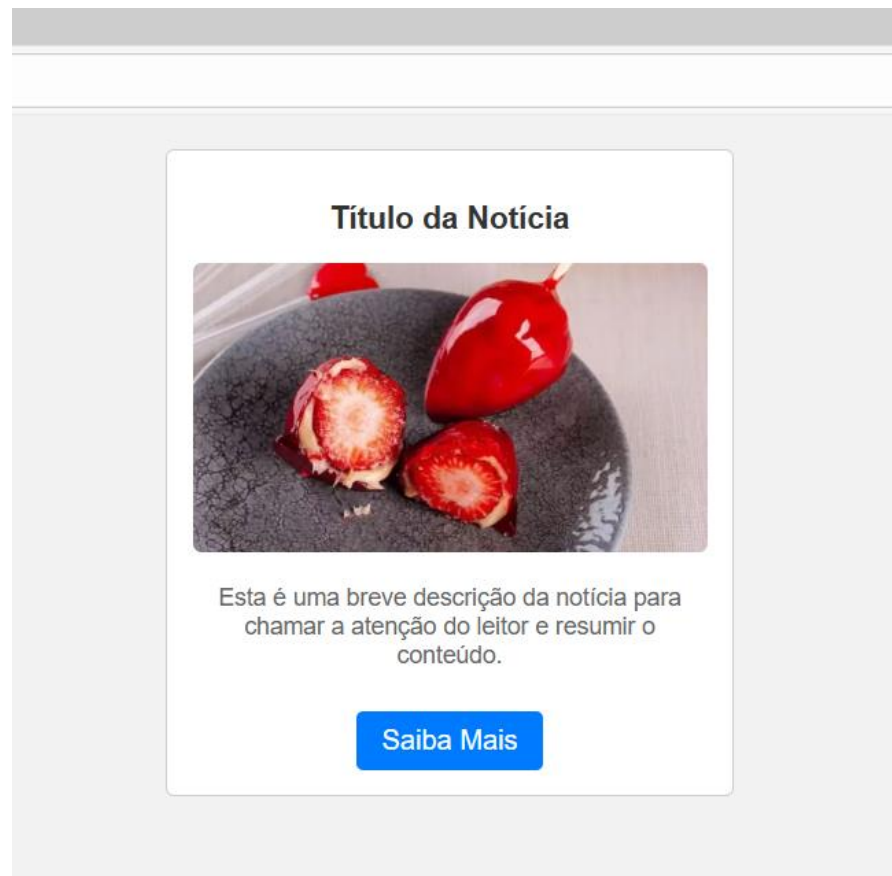 Título da Notícia
Esta é uma breve descrição da notícia para
chamar a atenção do leitor e resumir o
conteúdo.
Saiba Mais